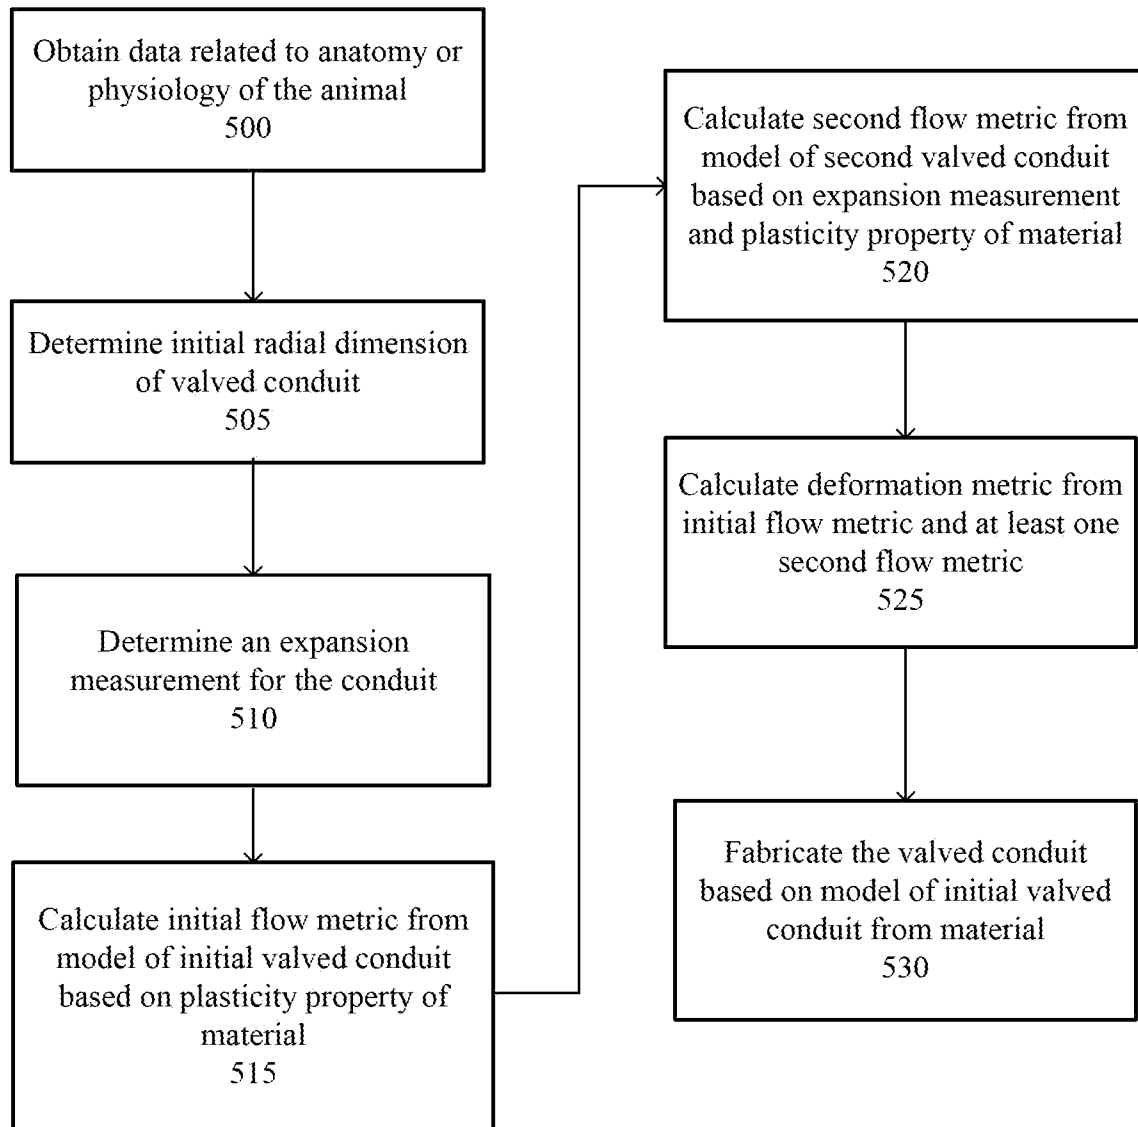 Obtain data related to anatomy or
physiology of the animal
500
Determine initial radial dimension
of valved conduit
505
Determine an expansion
measurement for the conduit
510
Calculate initial flow metric from
model of initial valved conduit
based on plasticity property of
material
515
Calculate second flow metric from
model of second valved conduit
based on expansion measurement
and plasticity property of material
520
Calculate deformation metric from
initial flow metric and at least one
second flow metric
525
Fabricate the valved conduit
based on model of initial valved
conduit from material
530